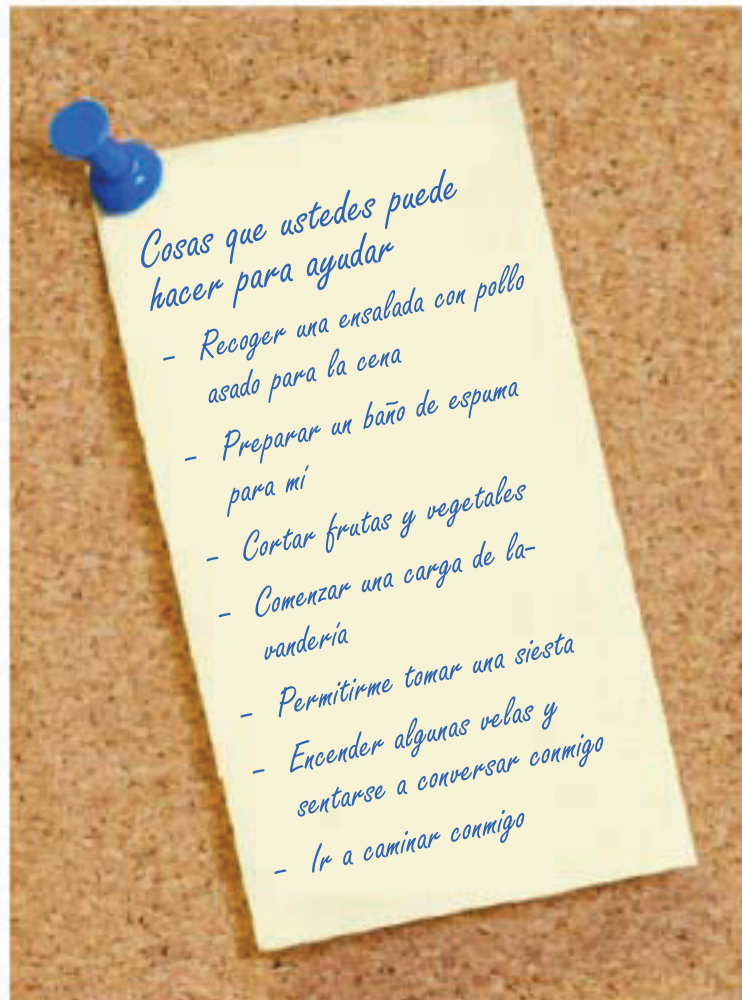 Cosas que ustedes puede
hacer para ayudar
- Recoger una ensalada con pollo
asado para la cena
- Preparar un baño de espuma
para mí
- Cortar frutas y vegetales
- Comenzar una carga de la-
vandería
- Permitirme tomar una siesta
- Encender algunas velas y
sentarse a conversar conmigo
- Ir a caminar conmigo